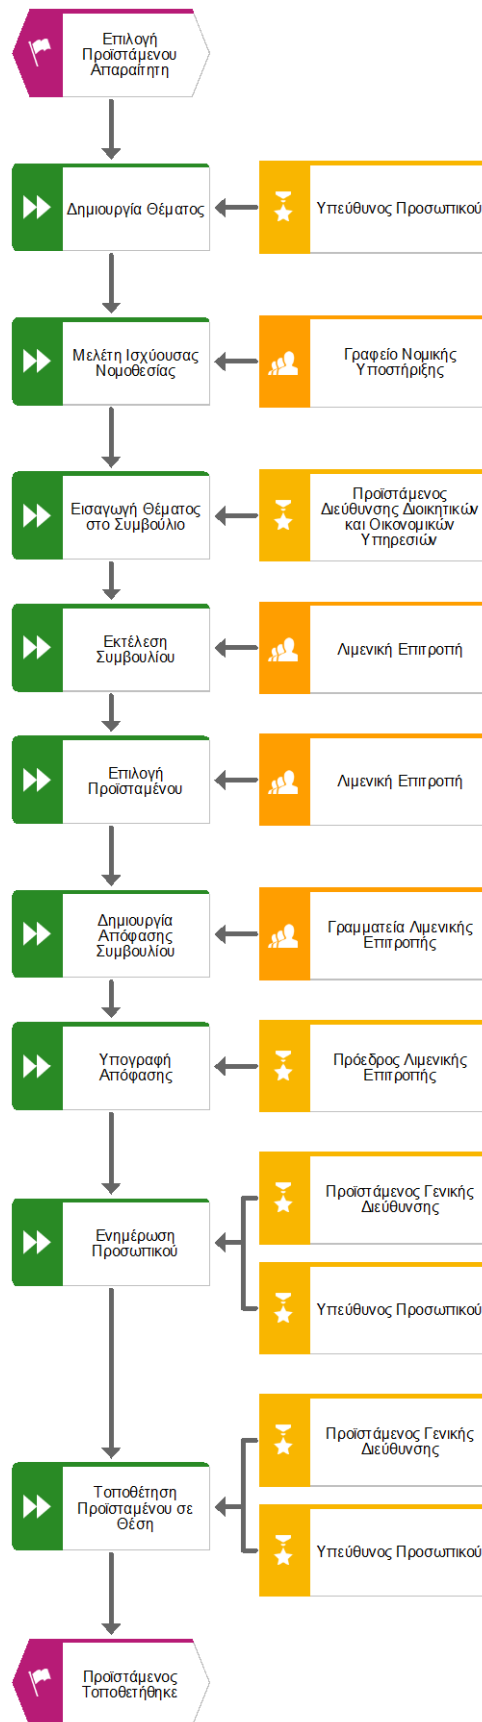 Επιλογή
Προϊστάμενου
Απαραίτητη
Δημιουργία Θέματος
Υπεύθυνος Προσωπικού
Μελέτη Ισχύουσας
Νομοθεσίας
Γραφείο Νομικής
Υποστήριξης
Εισαγωγή Θέματος
στο Συμβούλιο
Προϊστάμενος
Διεύθυνσης Διοικητικών
και Οικονομικών
Υπηρεσιών
Εκτέλεση
Συμβουλίου
Λιμενική Επιτροπή
Επιλογή
Προϊσταμένου
Λιμενική Επιτροπή
Δημιουργία
Απόφασης
Συμβουλίου
Γραμματεία Λιμενικής
Επιτροπής
Υπογραφή
Απόφασης
Πρόεδρος Λιμενικής
Επιτροπής
Ενημέρωση
Προσωπικού
Προϊστάμενος Γενικής
Διεύθυνσης
Υπεύθυνος Προσωπικού
Τοποθέτηση
Προϊσταμένου σε
Θέση
Προϊστάμενος Γενικής
Διεύθυνσης
Υπεύθυνος Προσωπικού
Προϊστάμενος
Τοποθετήθηκε